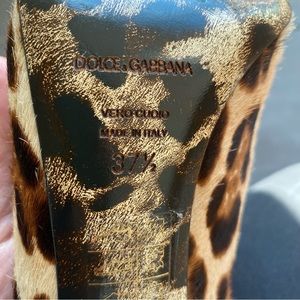 DOLCE & GABBANA
VERO CUOIO
MADE IN ITALY
37½